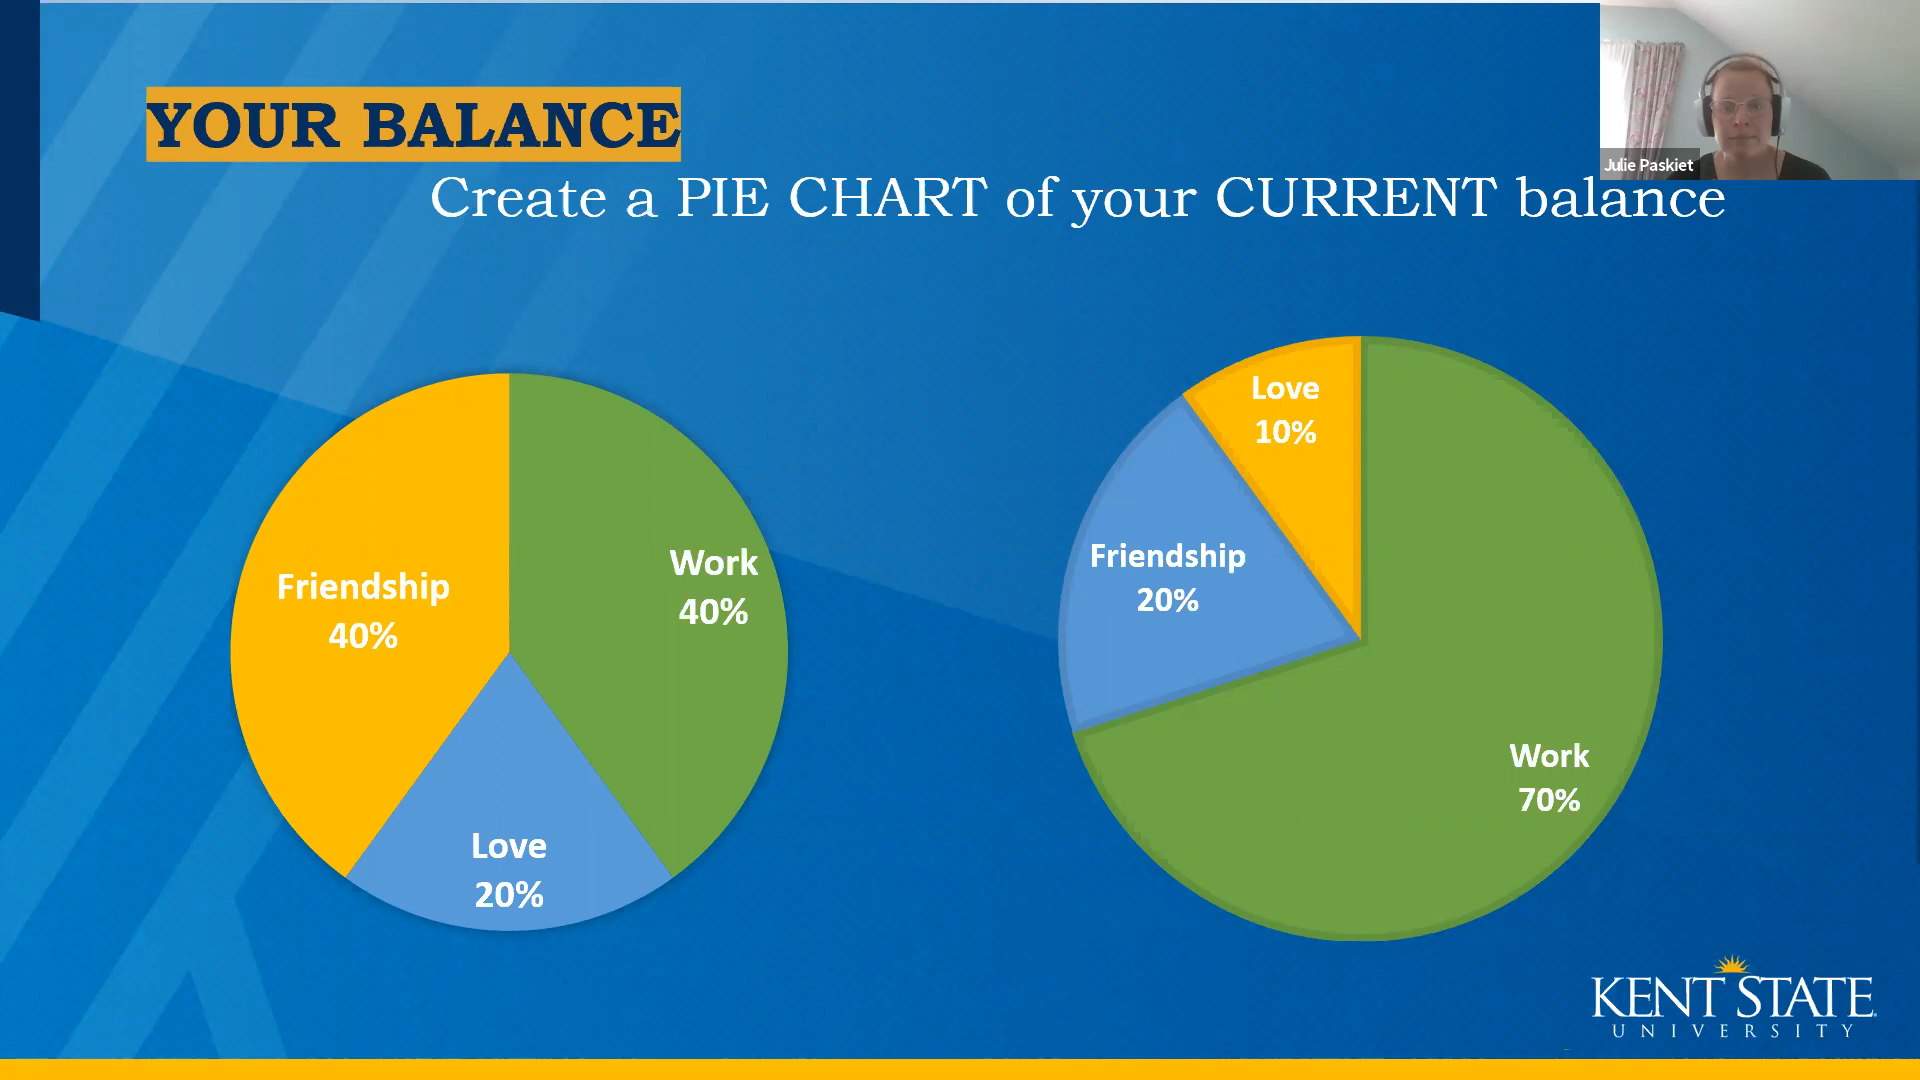 YOUR BALANCE
Julie Paskiet
Create a PIE CHART of your CURRENT balance
Friendship
40%
Work
40%
Love
20%
Love
10%
Friendship
20%
Work
70%
KENT STATE
UNIVERSITY